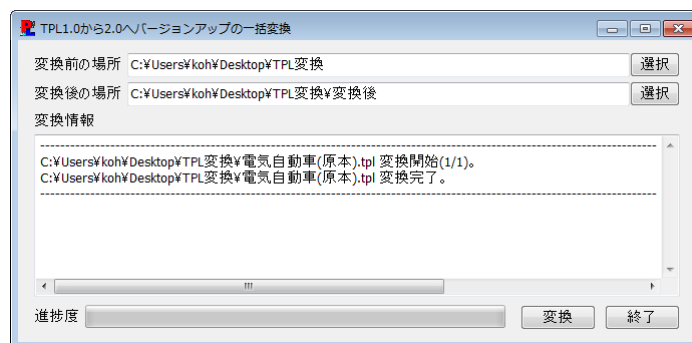 TPL1.0から2.0へバージョンアップの一括変換
変換前の場所 C:¥Users¥koh¥Desktop¥TPL変換 選択
変換後の場所 C:¥Users¥koh¥Desktop¥TPL変換¥変換後 選択
変換情報
C:¥Users¥koh¥Desktop¥TPL変換¥電気自動車(原本).tpl 変換開始(1/1)。
C:¥Users¥koh¥Desktop¥TPL変換¥電気自動車(原本).tpl 変換完了。
進捗度 変換 終了